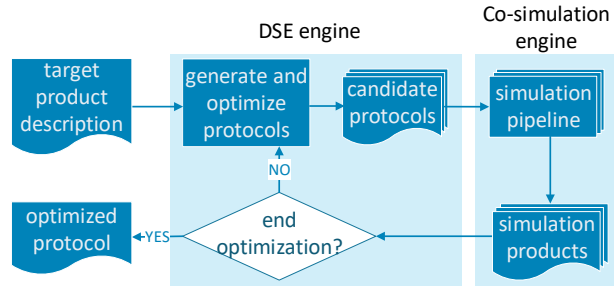 DSE engine
Co-simulation
engine
target
product
description
generate and
optimize
protocols
candidate
protocols
simulation
pipeline
NO
optimized
protocol
YES
end
optimization?
simulation
products